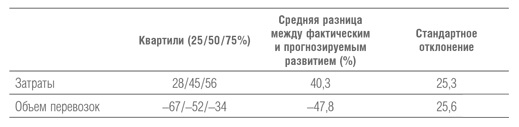 Квартили (25/50/75%)
Средняя разница
между фактическим
и прогнозируемым
развитием (%)
Стандартное
отклонение
Затраты 28/45/56 40,3 25,3
Объем перевозок –67/–52/–34 –47,8 25,6